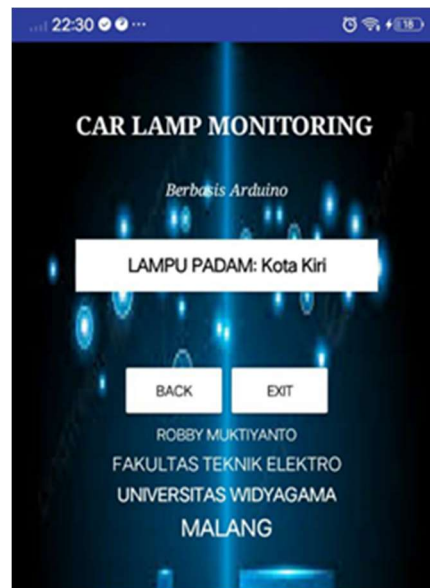 22:30
18
CAR LAMP MONITORING
Berbasis Arduino
LAMPU PADAM: Kota Kiri
BACK EXIT
ROBBY MUKTIYANTO
FAKULTAS TEKNIK ELEKTRO
UNIVERSITAS WIDYAGAMA
MALANG